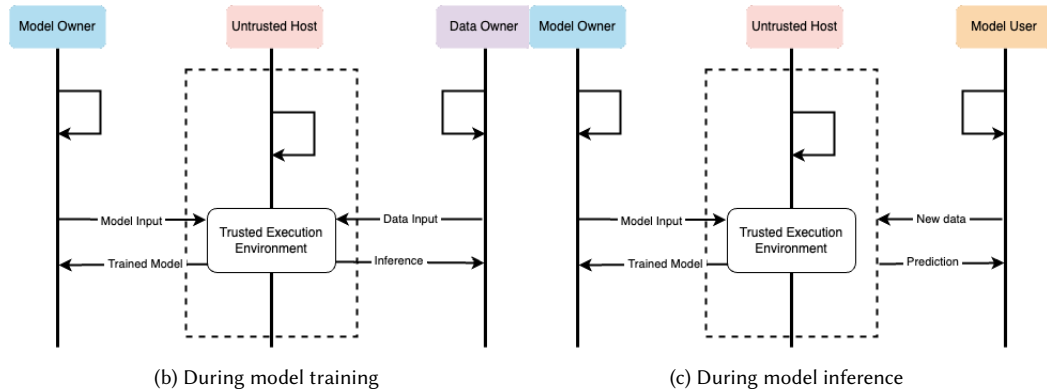 Model Owner
Untrusted Host
Data Owner
Model Input
Data Input
Trusted Execution
Environment
Trained Model
Inference
(b) During model training
Model Owner
Untrusted Host
Model User
Model Input
New data
Trusted Execution
Environment
Trained Model
Prediction
(c) During model inference